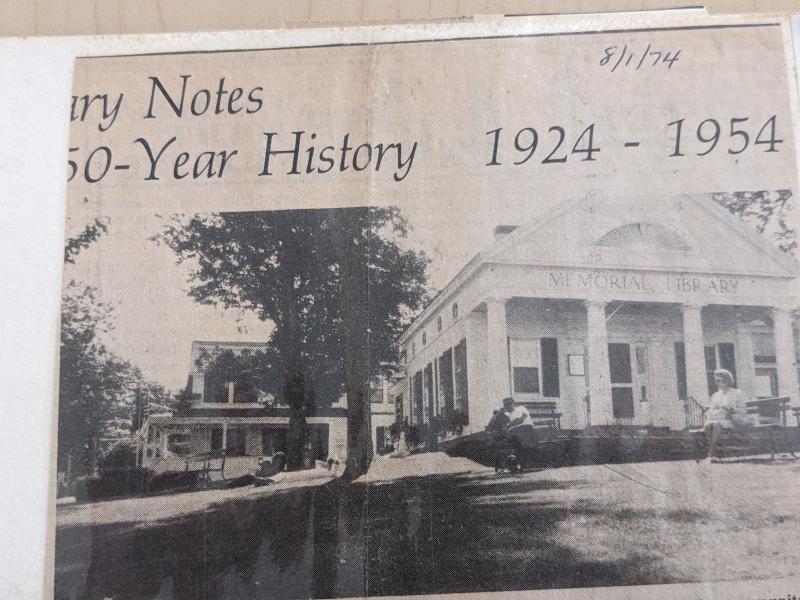 8/1/74
ary Notes
50-Year History 1924 - 1954
MEMORIAL LIBRARY